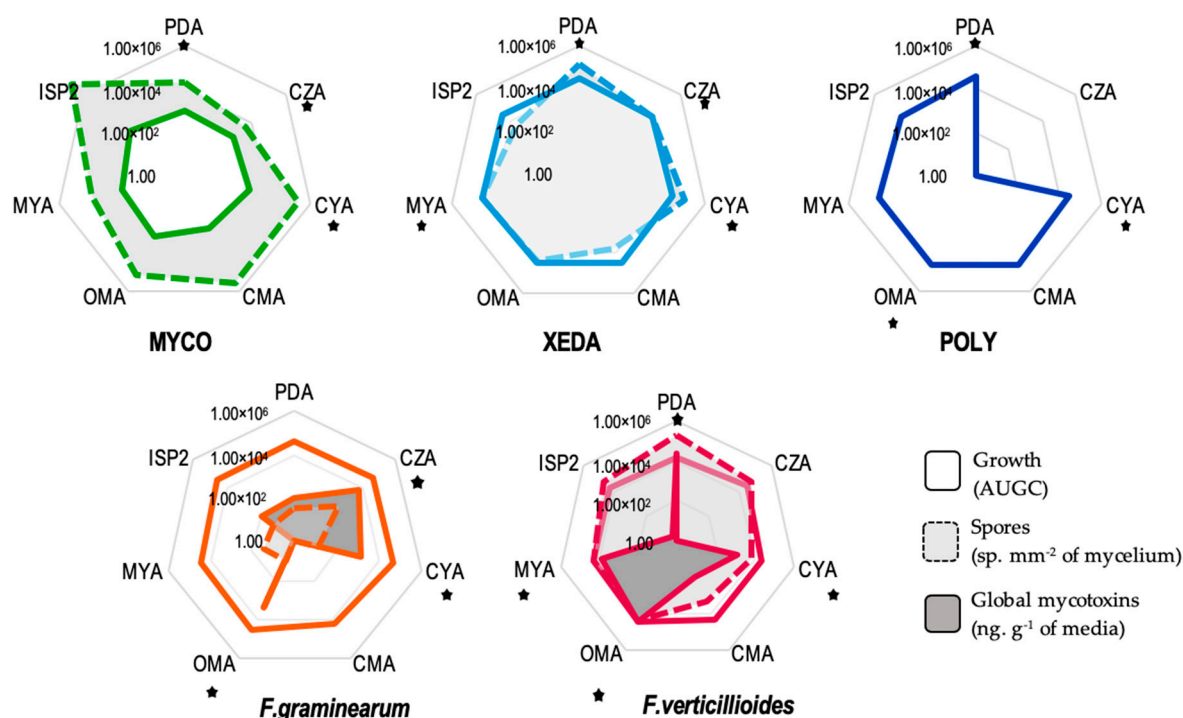 PDA
1.00×10⁶
CZA
1.00×10⁴
ISP2
1.00×10²
1.00
MYA
CYA
OMA
CMA
MYCO
PDA
1.00×10⁶
CZA
1.00×10⁴
ISP2
1.00×10²
1.00
MYA
CYA
OMA
CMA
XEDA
PDA
1.00×10⁶
CZA
1.00×10⁴
ISP2
1.00×10²
1.00
MYA
CYA
OMA
CMA
POLY
PDA
1.00×10⁶
CZA
1.00×10⁴
ISP2
1.00×10²
1.00
MYA
CYA
OMA
CMA
F.graminearum
PDA
1.00×10⁶
CZA
1.00×10⁴
ISP2
1.00×10²
1.00
MYA
CYA
OMA
CMA
F.verticillioides
Growth
(AUGC)
Spores
(sp. mm⁻² of mycelium)
Global mycotoxins
(ng. g⁻¹ of media)